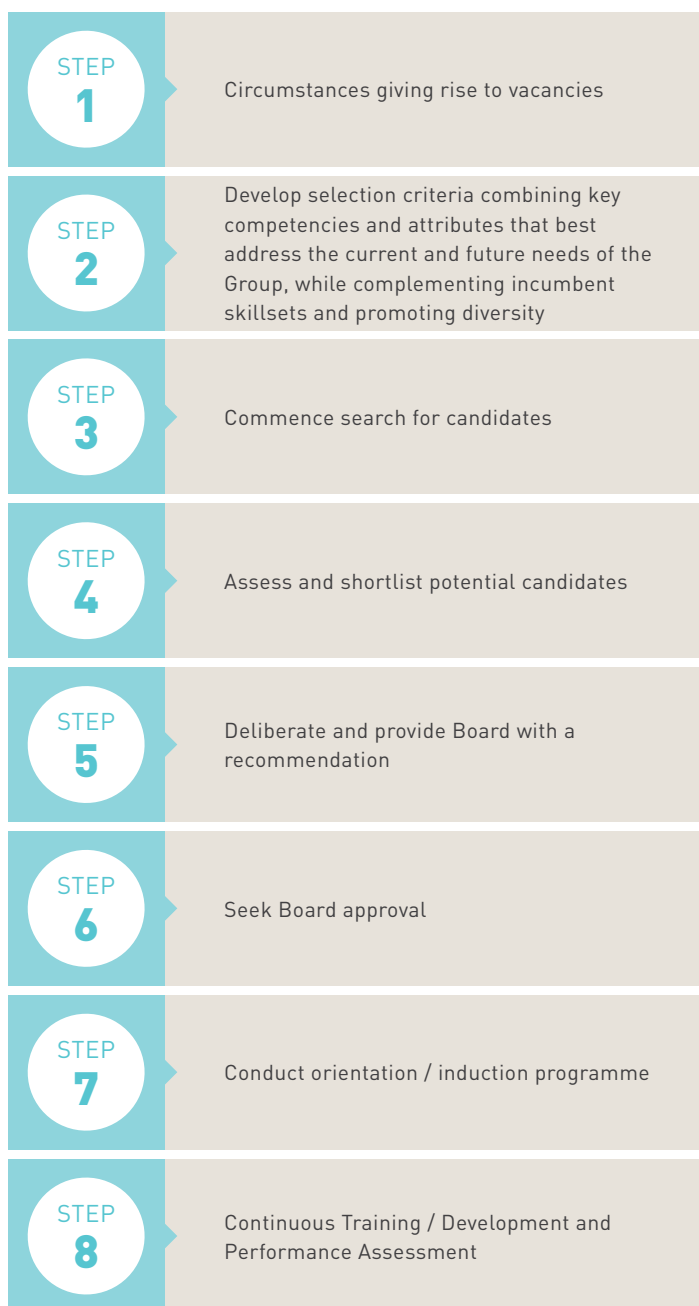 STEP
1
Circumstances giving rise to vacancies
STEP
2
Develop selection criteria combining key
competencies and attributes that best
address the current and future needs of the
Group, while complementing incumbent
skillsets and promoting diversity
STEP
3
Commence search for candidates
STEP
4
Assess and shortlist potential candidates
STEP
5
Deliberate and provide Board with a
recommendation
STEP
6
Seek Board approval
STEP
7
Conduct orientation / induction programme
STEP
8
Continuous Training / Development and
Performance Assessment